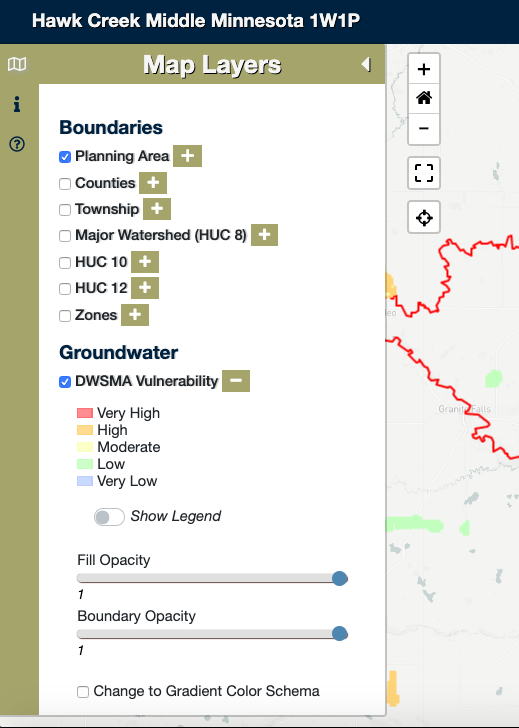 Hawk Creek Middle Minnesota 1W1P
Map Layers
Boundaries
Planning Area
Counties
Township
Major Watershed (HUC 8)
HUC 10
HUC 12
Zones
Groundwater
DWSMA Vulnerability
Very High
High
Moderate
Low
Very Low
Show Legend
Fill Opacity
1
Boundary Opacity
1
Change to Gradient Color Schema
eo
Granite Falls